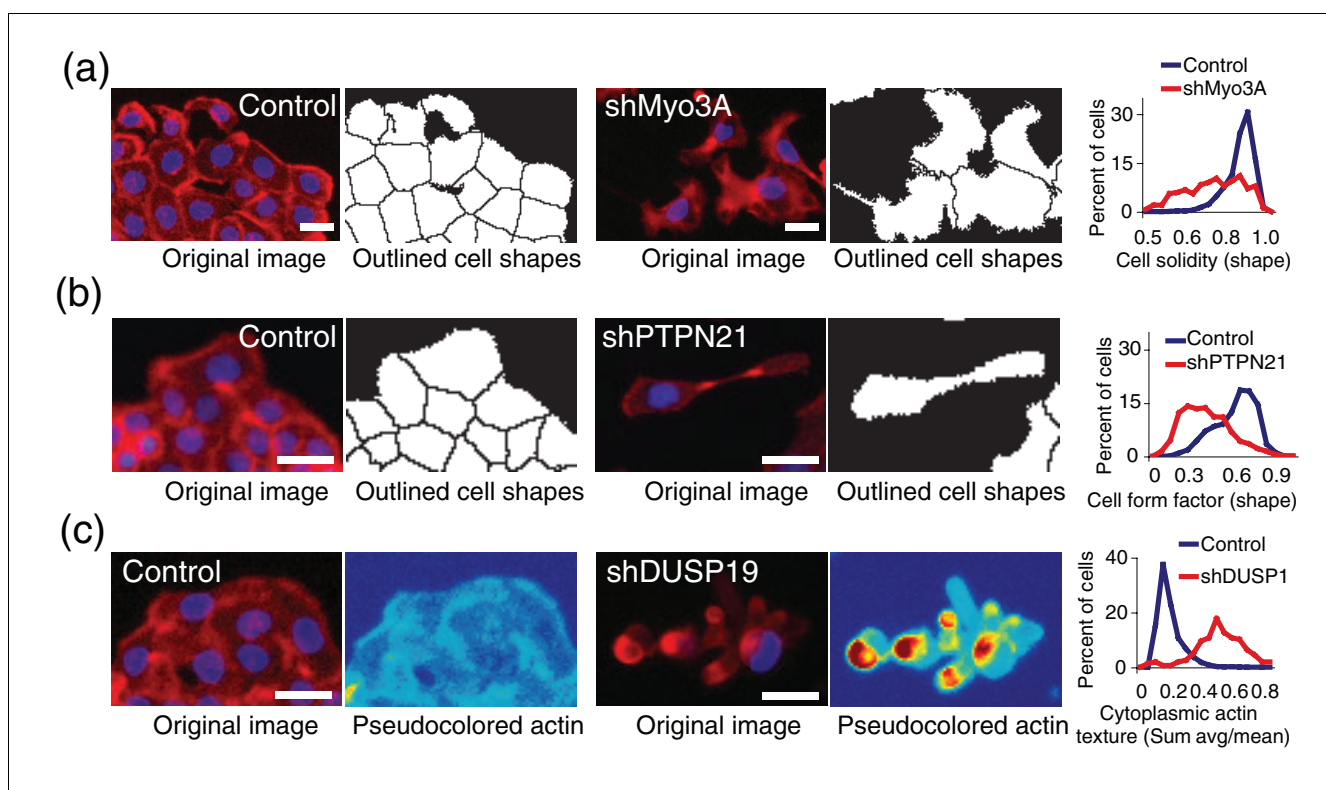 (a)
Control
shMyo3A
Original image
Outlined cell shapes
Original image
Outlined cell shapes
Control
shMyo3A
Percent of cells
30
15
0
0.5 0.6 0.8 1.0
Cell solidity (shape)
(b)
Control
shPTPN21
Original image
Outlined cell shapes
Original image
Outlined cell shapes
Control
shPTPN21
Percent of cells
30
15
0
0 0.3 0.6 0.9
Cell form factor (shape)
(c)
Control
shDUSP19
Original image
Pseudocolored actin
Original image
Pseudocolored actin
Control
shDUSP1
Percent of cells
40
20
0
0 0.20 0.40 0.60 0.8
Cytoplasmic actin
texture (Sum avg/mean)